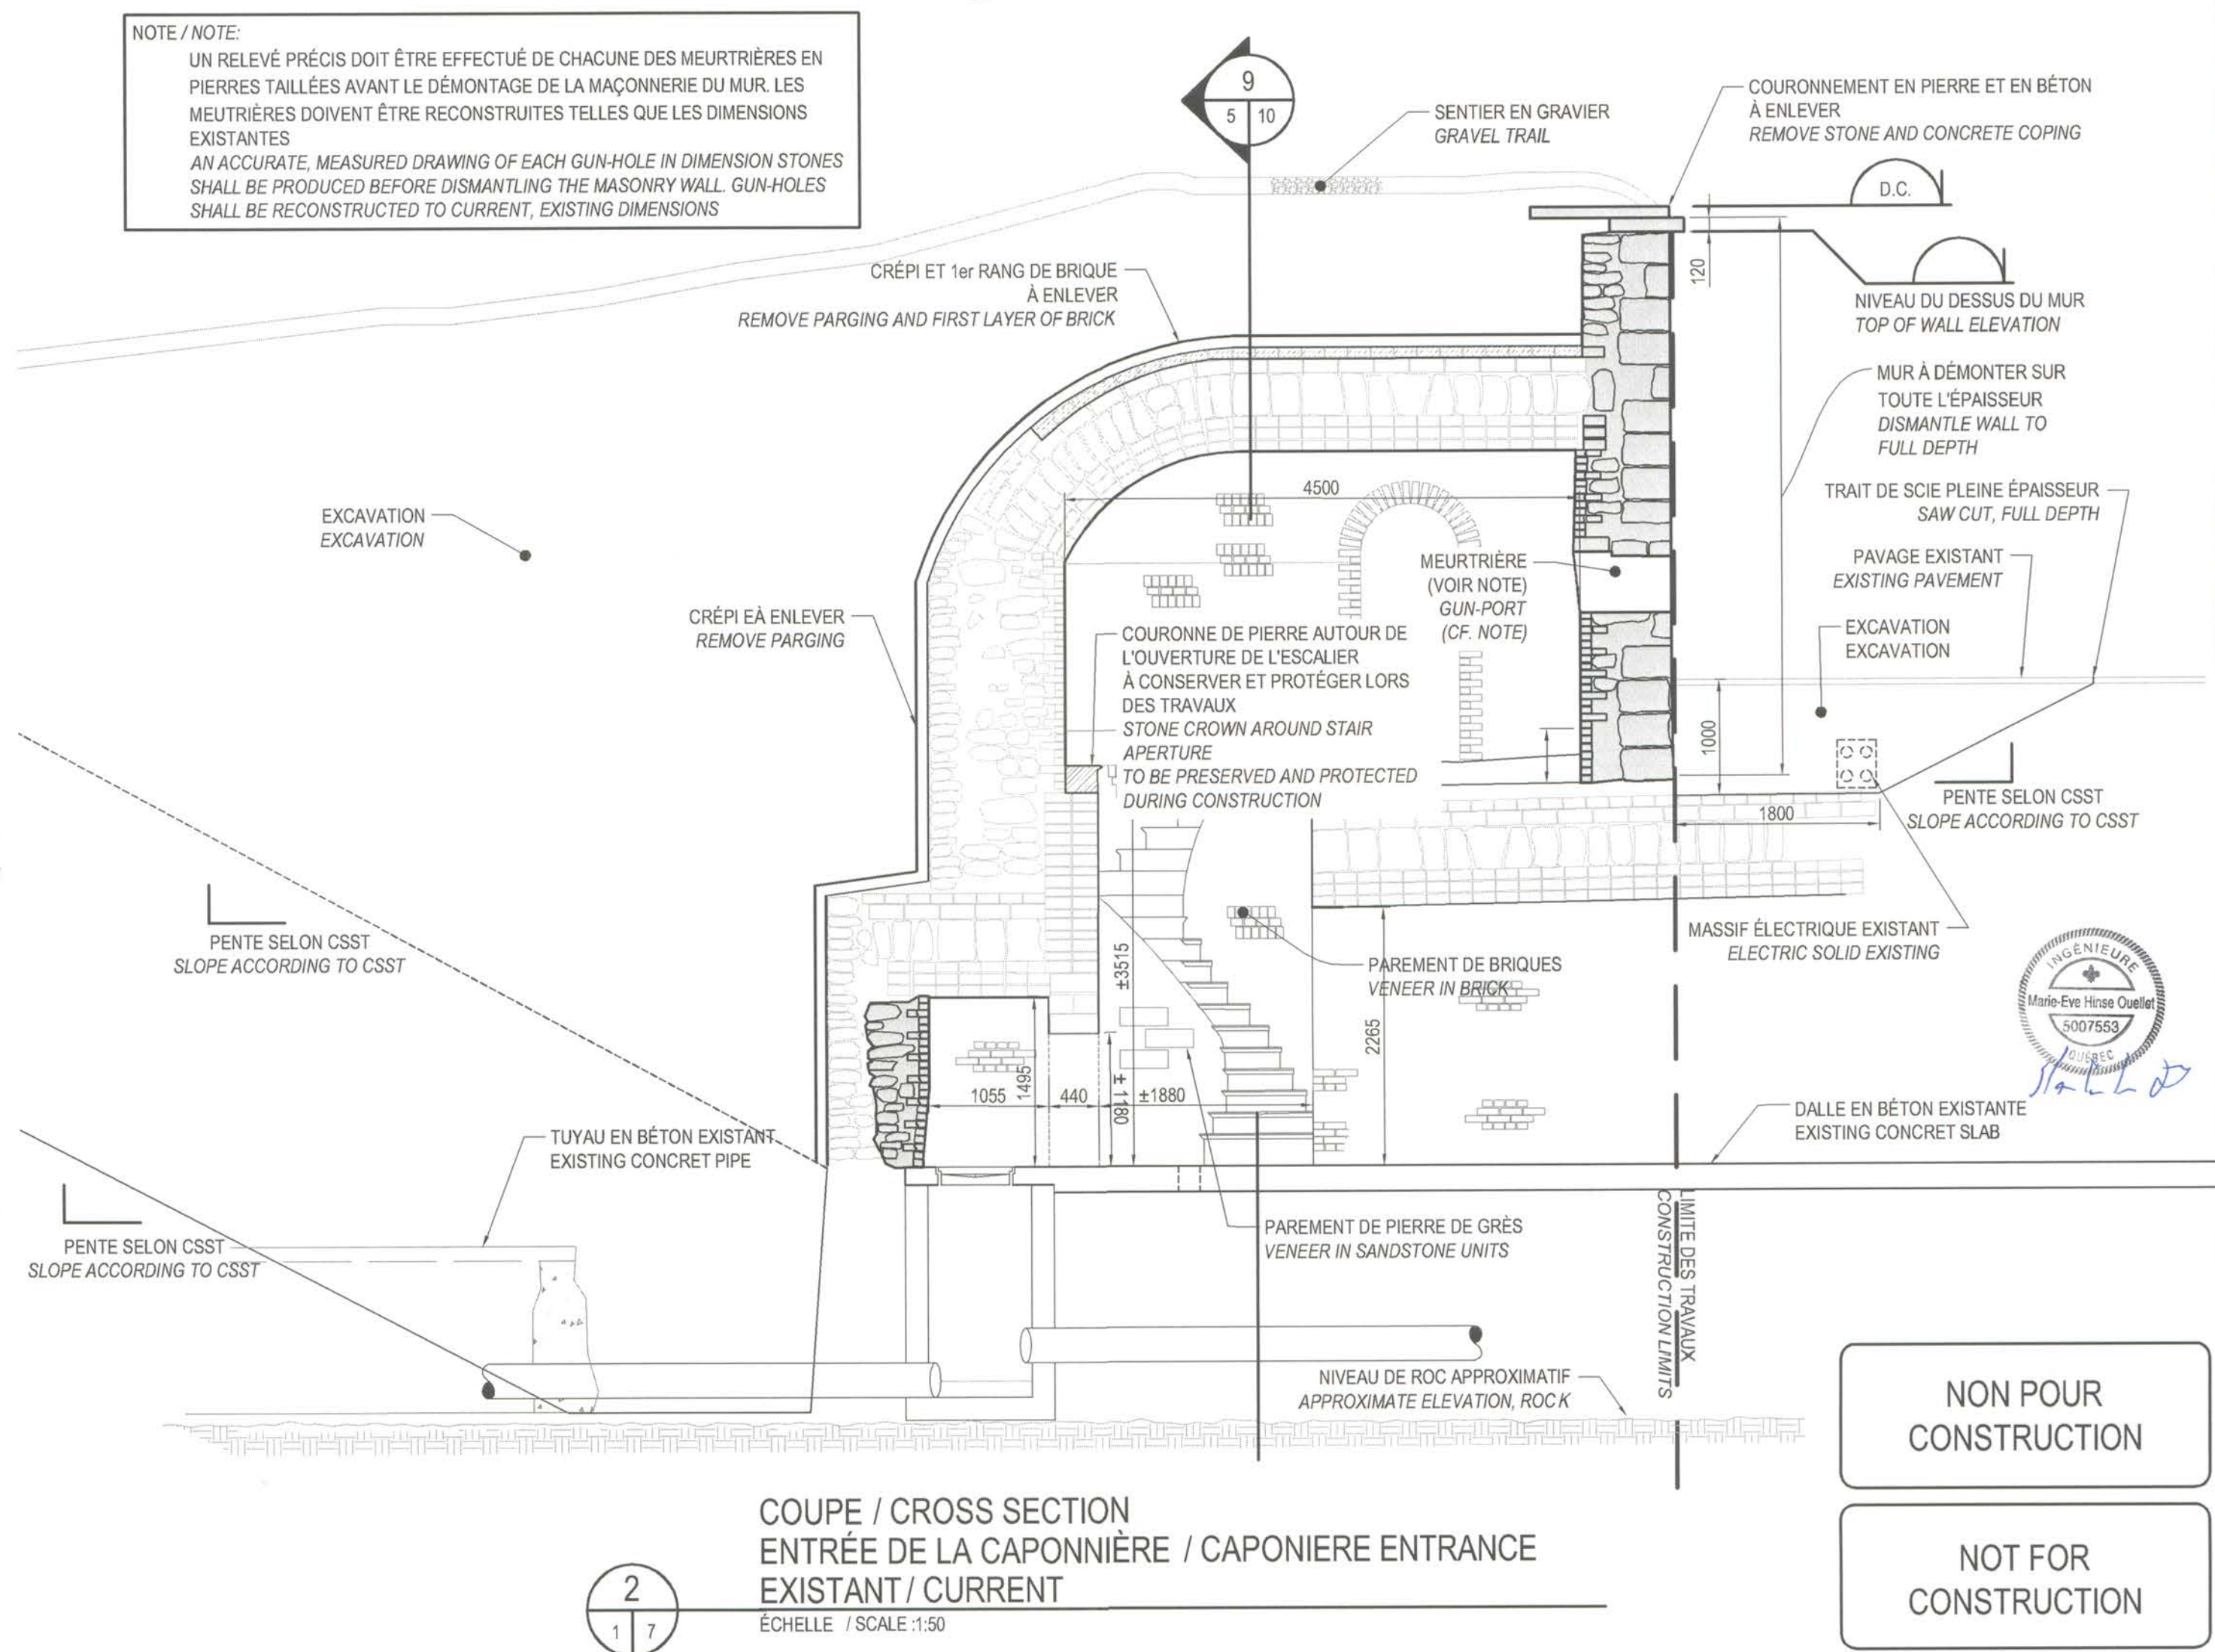 NOTE / NOTE:
UN RELEVÉ PRÉCIS DOIT ÊTRE EFFECTUÉ DE CHACUNE DES MEURTRIÈRES EN
PIERRES TAILLÉES AVANT LE DÉMONTAGE DE LA MAÇONNERIE DU MUR. LES
MEUTRIÈRES DOIVENT ÊTRE RECONSTRUITES TELLES QUE LES DIMENSIONS
EXISTANTES
AN ACCURATE, MEASURED DRAWING OF EACH GUN-HOLE IN DIMENSION STONES
SHALL BE PRODUCED BEFORE DISMANTLING THE MASONRY WALL. GUN-HOLES
SHALL BE RECONSTRUCTED TO CURRENT, EXISTING DIMENSIONS
9
5 10
SENTIER EN GRAVIER
GRAVEL TRAIL
COURONNEMENT EN PIERRE ET EN BÉTON
À ENLEVER
REMOVE STONE AND CONCRETE COPING
D.C.
120
NIVEAU DU DESSUS DU MUR
TOP OF WALL ELEVATION
CRÉPI ET 1er RANG DE BRIQUE
À ENLEVER
REMOVE PARGING AND FIRST LAYER OF BRICK
MUR À DÉMONTER SUR
TOUTE L'ÉPAISSEUR
DISMANTLE WALL TO
FULL DEPTH
4500
TRAIT DE SCIE PLEINE ÉPAISSEUR
SAW CUT, FULL DEPTH
EXCAVATION
EXCAVATION
PAVAGE EXISTANT
EXISTING PAVEMENT
MEURTRIÈRE
(VOIR NOTE)
GUN-PORT
(CF. NOTE)
CRÉPI EÀ ENLEVER
REMOVE PARGING
EXCAVATION
EXCAVATION
COURONNE DE PIERRE AUTOUR DE
L'OUVERTURE DE L'ESCALIER
À CONSERVER ET PROTÉGER LORS
DES TRAVAUX
STONE CROWN AROUND STAIR
APERTURE
TO BE PRESERVED AND PROTECTED
DURING CONSTRUCTION
1000
1800
PENTE SELON CSST
SLOPE ACCORDING TO CSST
PENTE SELON CSST
SLOPE ACCORDING TO CSST
MASSIF ÉLECTRIQUE EXISTANT
ELECTRIC SOLID EXISTING
INGÉNIEURE
Marie-Eve Hinse Ouellet
5007553
QUÉBEC
PAREMENT DE BRIQUES
VENEER IN BRICK
±3515
2265
1055
1495
440
±1180
±1880
DALLE EN BÉTON EXISTANTE
EXISTING CONCRET SLAB
TUYAU EN BÉTON EXISTANT
EXISTING CONCRET PIPE
PENTE SELON CSST
SLOPE ACCORDING TO CSST
PAREMENT DE PIERRE DE GRÈS
VENEER IN SANDSTONE UNITS
LIMITE DES TRAVAUX
CONSTRUCTION LIMITS
NIVEAU DE ROC APPROXIMATIF
APPROXIMATE ELEVATION, ROCK
NON POUR
CONSTRUCTION
NOT FOR
CONSTRUCTION
COUPE / CROSS SECTION
ENTRÉE DE LA CAPONNIÈRE / CAPONIERE ENTRANCE
EXISTANT / CURRENT
ÉCHELLE / SCALE :1:50
2
1 7